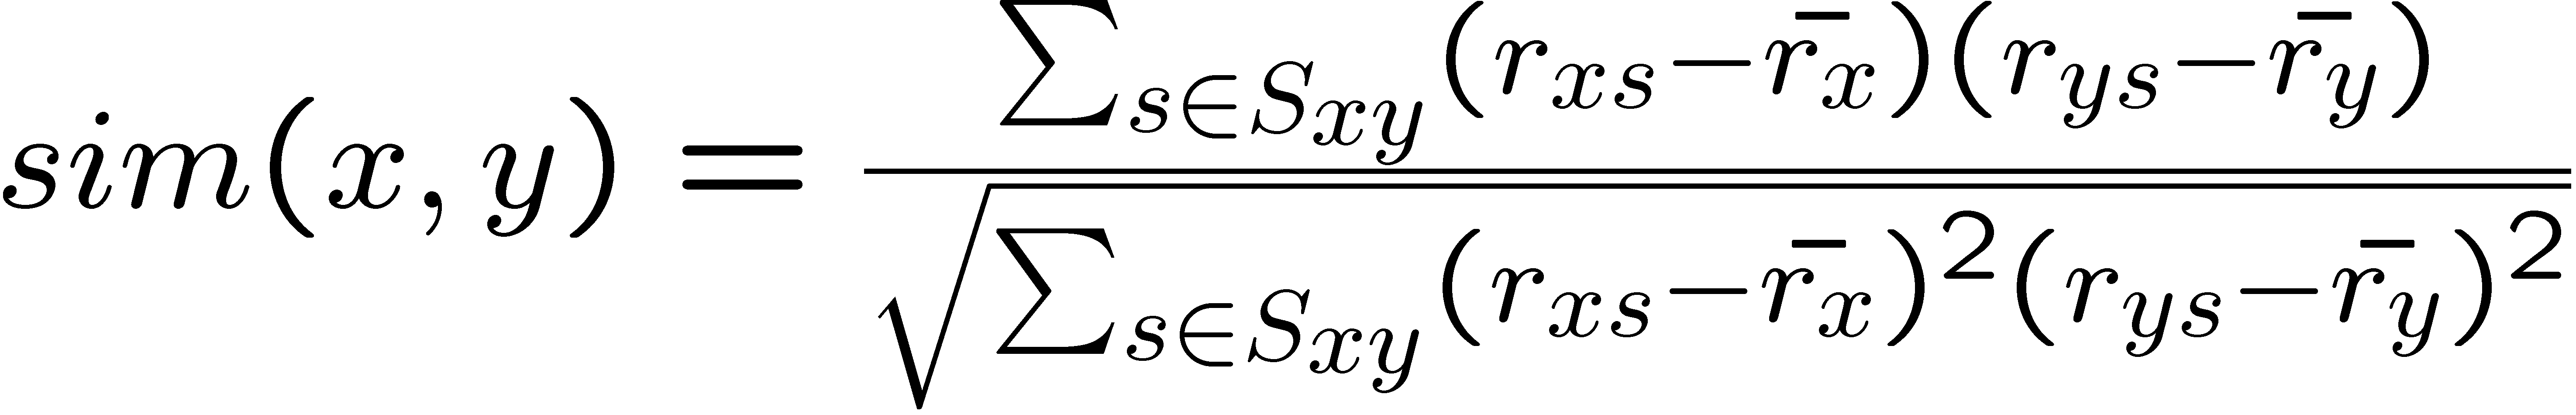 sim(x, y) = \frac{\sum_{s \in S_{xy}} (r_{xs} - \bar{r_x})(r_{ys} - \bar{r_y})}{\sqrt{\sum_{s \in S_{xy}} (r_{xs} - \bar{r_x})^2 (r_{ys} - \bar{r_y})^2}}